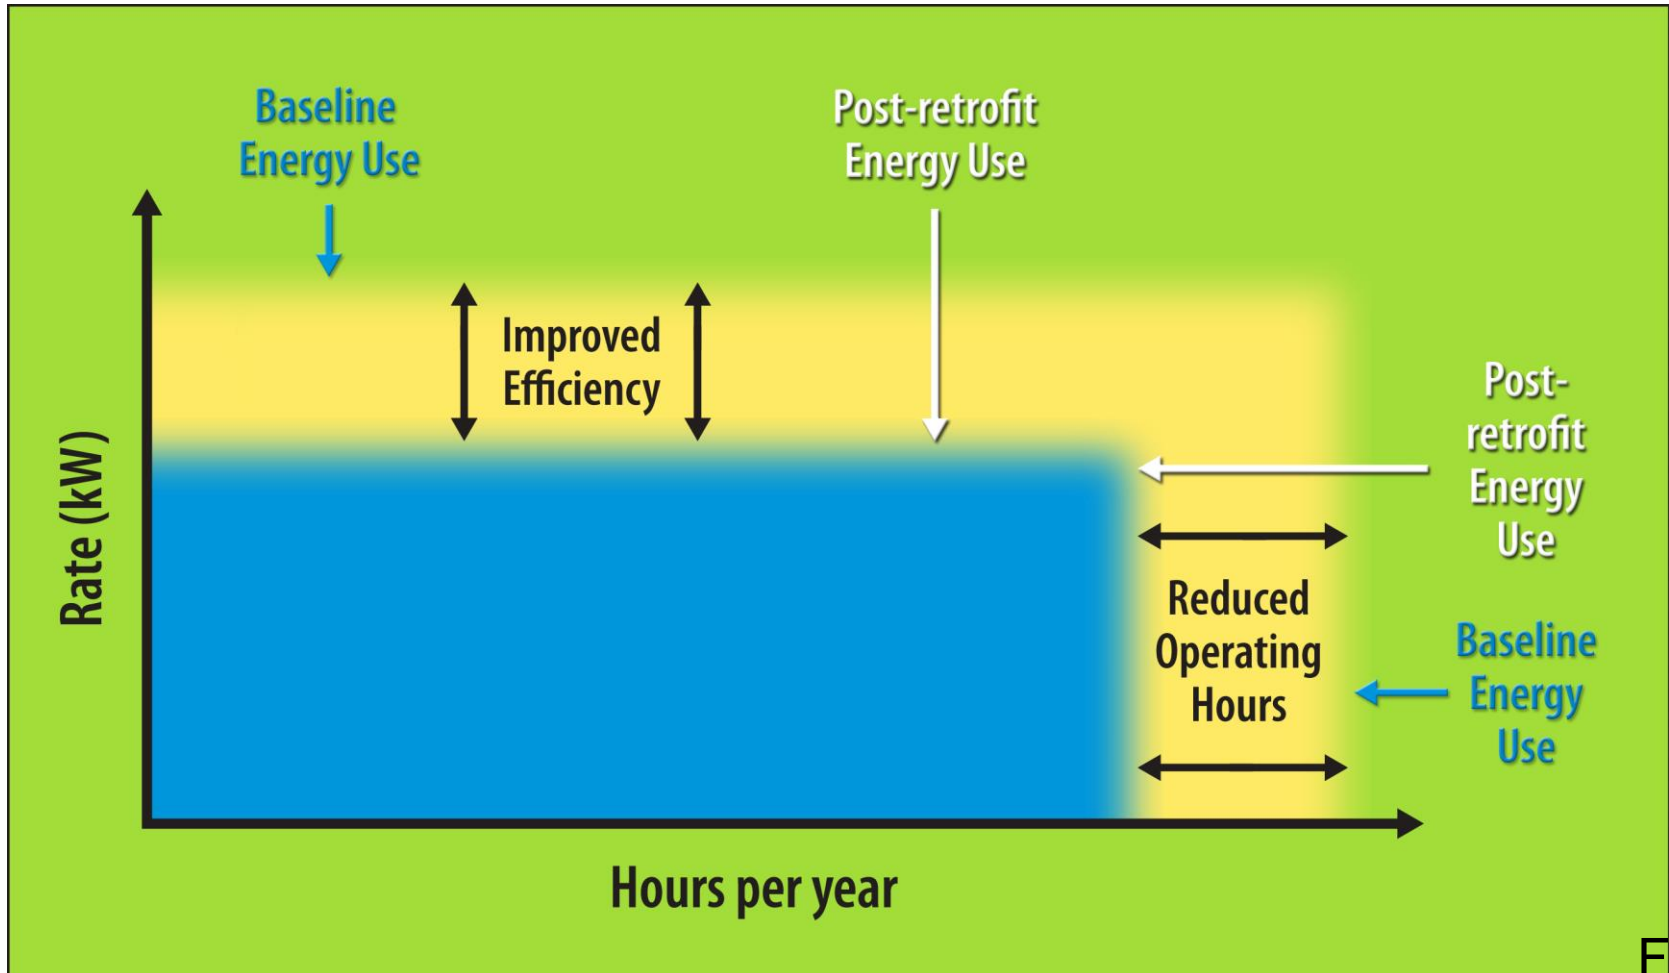 Baseline
Energy Use
Post-retrofit
Energy Use
Improved
Efficiency
Post-
retrofit
Energy
Use
Rate (kW)
Reduced
Operating
Hours
Baseline
Energy
Use
Hours per year